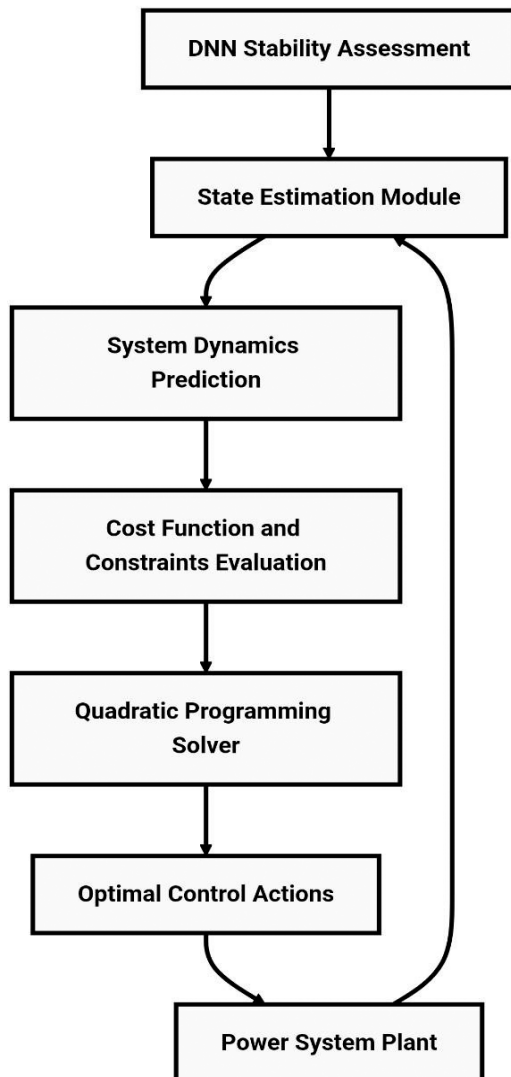 DNN Stability Assessment
State Estimation Module
System Dynamics
Prediction
Cost Function and
Constraints Evaluation
Quadratic Programming
Solver
Optimal Control Actions
Power System Plant